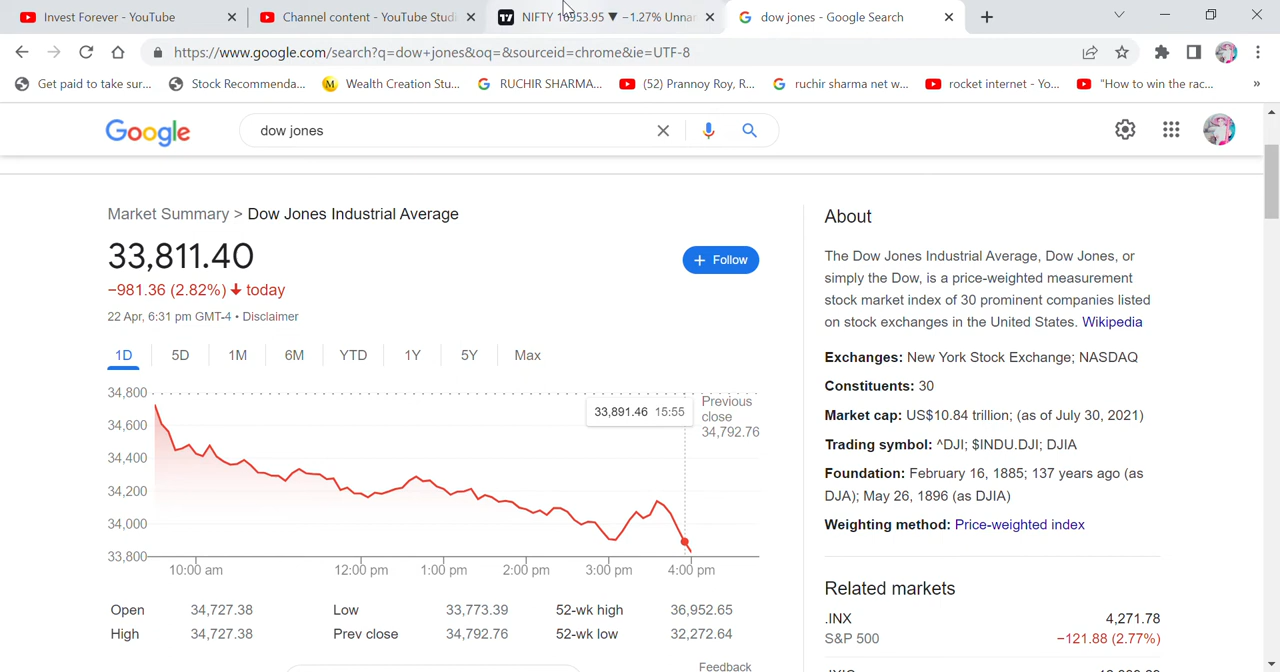 Invest Forever - YouTube
Channel content - YouTube Studi
NIFTY 16953.95 ▼ −1.27% Unnar
dow jones - Google Search
https://www.google.com/search?q=dow+jones&oq=&sourceid=chrome&ie=UTF-8
Get paid to take sur...
Stock Recommenda...
Wealth Creation Stu...
RUCHIR SHARMA...
(52) Prannoy Roy, R...
ruchir sharma net w...
rocket internet - Yo...
"How to win the rac...
»
Google
dow jones
Market Summary > Dow Jones Industrial Average
33,811.40
+ Follow
−981.36 (2.82%) ↓ today
22 Apr, 6:31 pm GMT-4 • Disclaimer
1D 5D 1M 6M YTD 1Y 5Y Max
34,800
34,600
34,400
34,200
34,000
33,800
33,891.46 15:55
Previous
close
34,792.76
10:00 am 12:00 pm 1:00 pm 2:00 pm 3:00 pm 4:00 pm
Open 34,727.38 Low 33,773.39 52-wk high 36,952.65
High 34,727.38 Prev close 34,792.76 52-wk low 32,272.64
Feedback
About
The Dow Jones Industrial Average, Dow Jones, or
simply the Dow, is a price-weighted measurement
stock market index of 30 prominent companies listed
on stock exchanges in the United States. Wikipedia
Exchanges: New York Stock Exchange; NASDAQ
Constituents: 30
Market cap: US$10.84 trillion; (as of July 30, 2021)
Trading symbol: ^DJI; $INDU.DJI; DJIA
Foundation: February 16, 1885; 137 years ago (as
DJA); May 26, 1896 (as DJIA)
Weighting method: Price-weighted index
Related markets
.INX 4,271.78
S&P 500 −121.88 (2.77%)